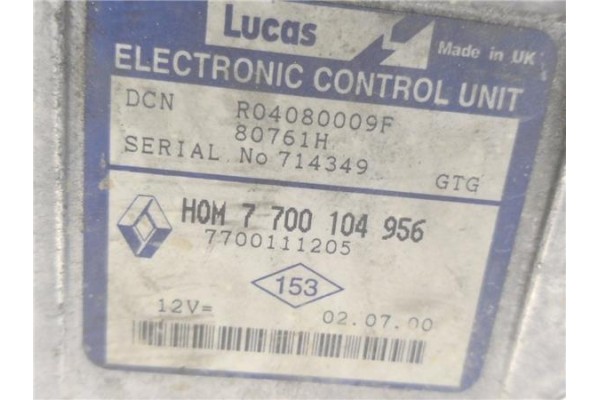 Lucas
Made in UK
ELECTRONIC CONTROL UNIT
DCN R04080009F
80761H
SERIAL No 714349 GTG
HOM 7 700 104 956
7700111205
153
12V= 02.07.00